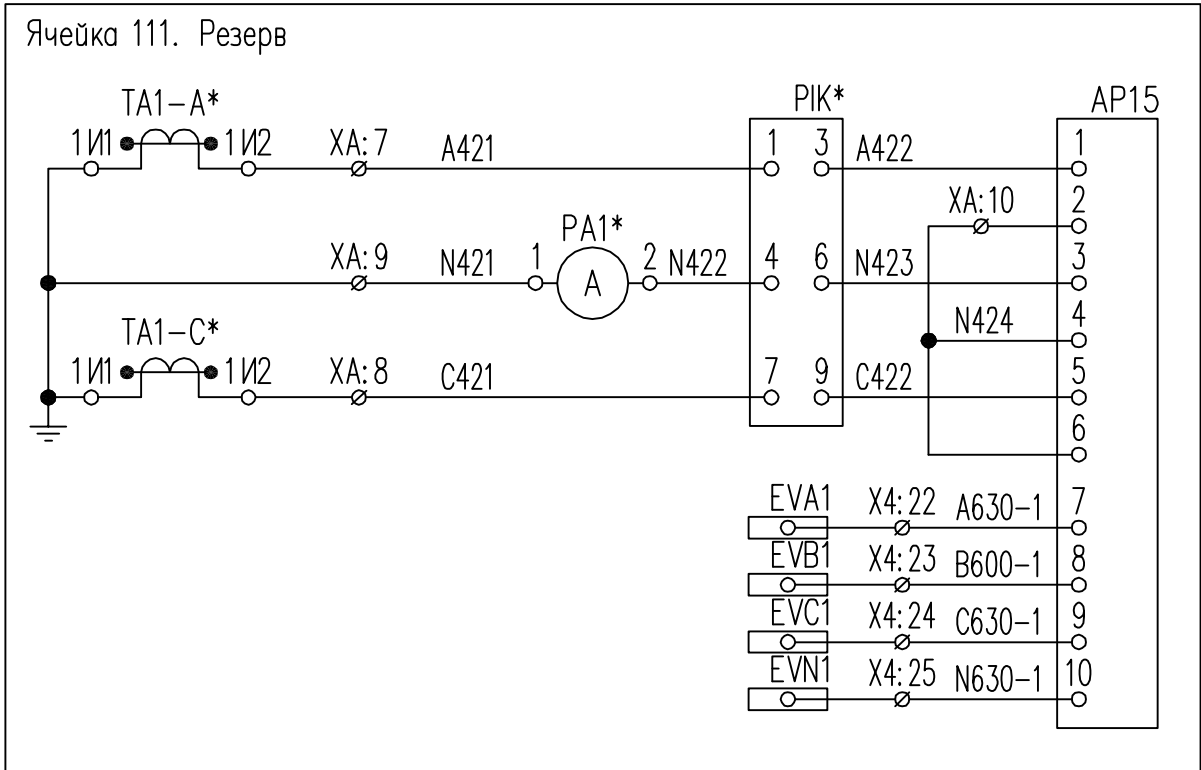 Ячейка 111. Резерв
TA1-A*
PIK*
AP15
1И1
1И2
XA:7
A421
1
3
A422
1
XA:10
2
PA1*
XA:9
N421
1
A
2
N422
4
6
N423
3
N424
4
TA1-C*
1И1
1И2
XA:8
C421
7
9
C422
5
6
EVA1
X4:22
A630-1
7
EVB1
X4:23
B600-1
8
EVC1
X4:24
C630-1
9
EVN1
X4:25
N630-1
10